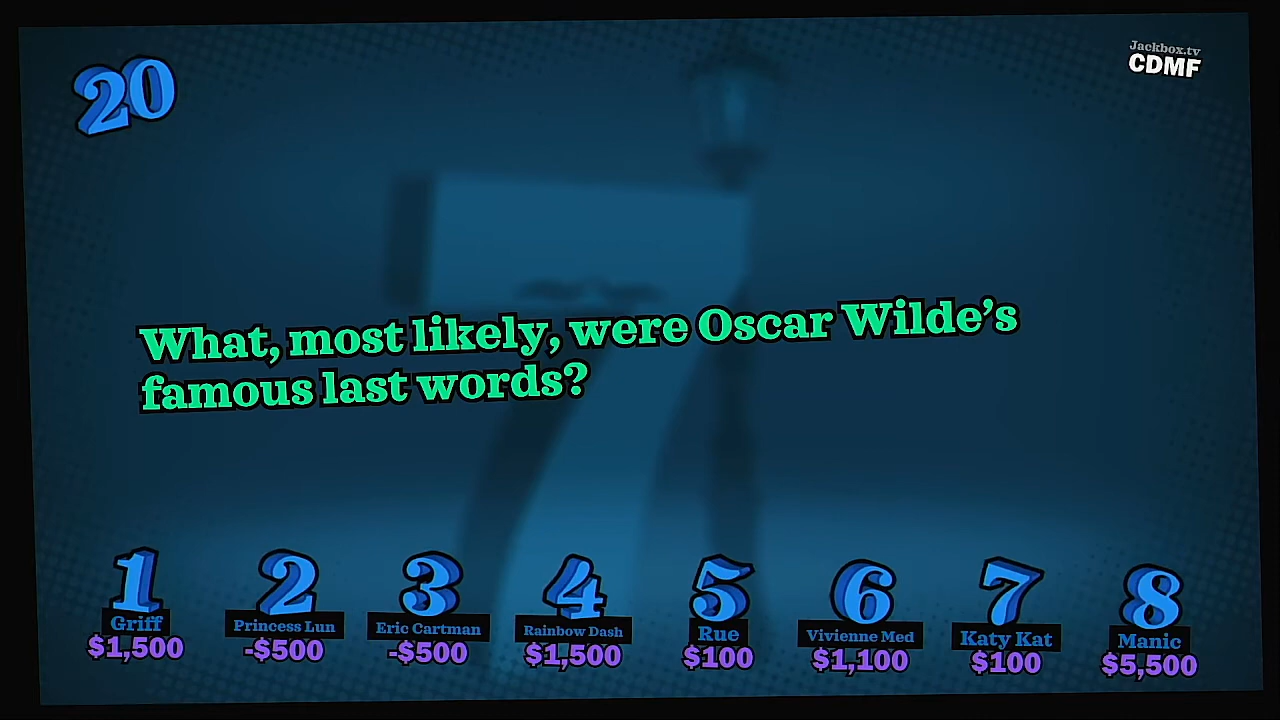 20
Jackbox.tv
CDMF
What, most likely, were Oscar Wilde's
famous last words?
1 2 3 4 5 6 7 8
Griff Princess Lun Eric Cartman Rainbow Dash Rue Vivienne Med Katy Kat Manic
$1,500 -$500 -$500 $1,500 $100 $1,100 $100 $5,500